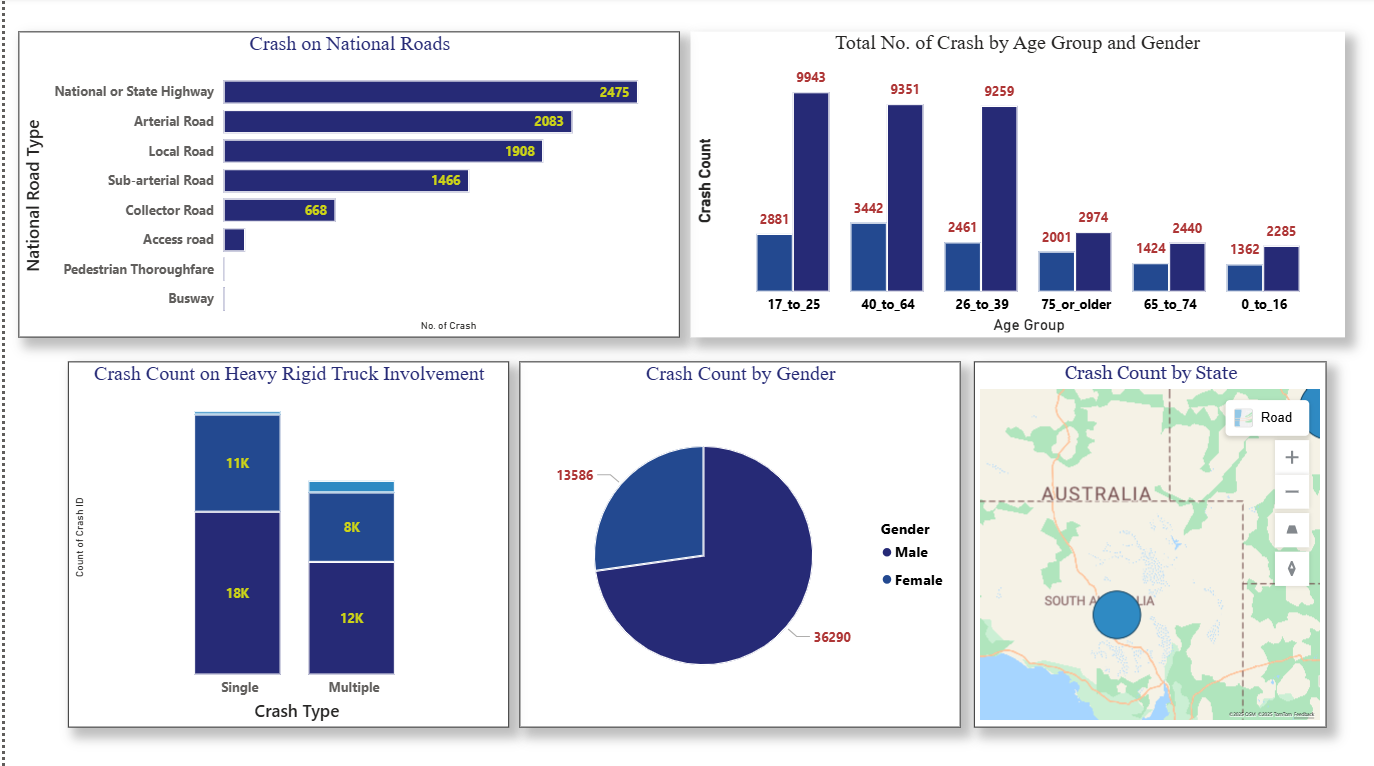 Crash on National Roads
National Road Type
National or State Highway
2475
Arterial Road
2083
Local Road
1908
Sub-arterial Road
1466
Collector Road
668
Access road
Pedestrian Thoroughfare
Busway
No. of Crash
Total No. of Crash by Age Group and Gender
Crash Count
2881 9943 3442 9351 2461 9259 2001 2974 1424 2440 1362 2285
17_to_25 40_to_64 26_to_39 75_or_older 65_to_74 0_to_16
Age Group
Crash Count on Heavy Rigid Truck Involvement
Count of Crash ID
11K
18K
8K
12K
Single Multiple
Crash Type
Crash Count by Gender
13586
36290
Gender
Male
Female
Crash Count by State
Road
AUSTRALIA
SOUTH A LIA
©2025 OSM ©2025 TomTom Feedback